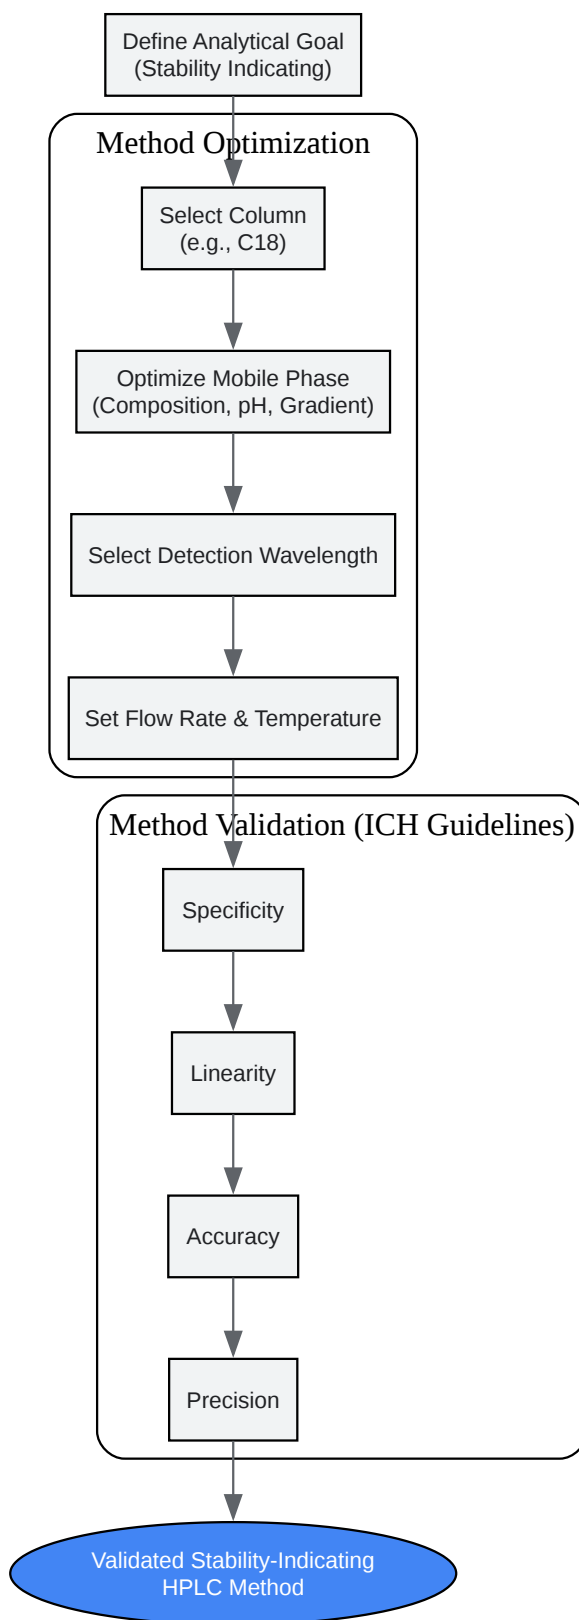 Define Analytical Goal
(Stability Indicating)
Method Optimization
Select Column
(e.g., C18)
Optimize Mobile Phase
(Composition, pH, Gradient)
Select Detection Wavelength
Set Flow Rate & Temperature
Method Validation (ICH Guidelines)
Specificity
Linearity
Accuracy
Precision
Validated Stability-Indicating
HPLC Method